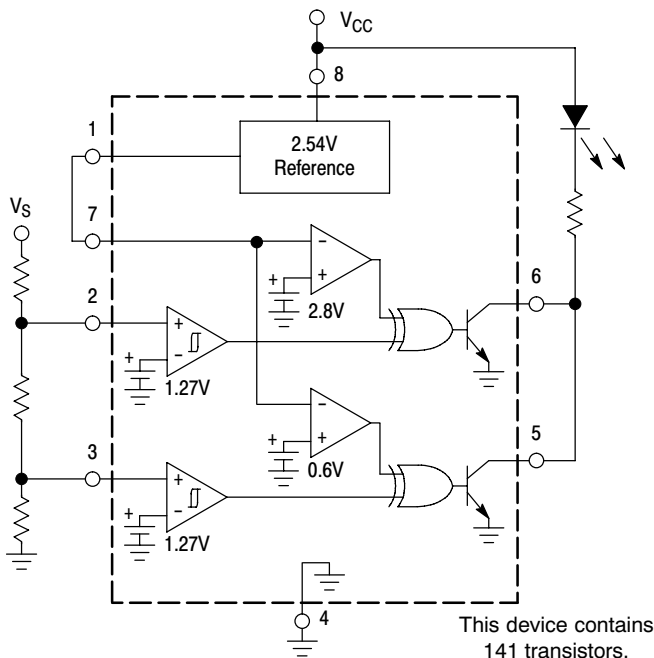 V_CC
8
1
2.54V
Reference
V_S
7
-
+
+
2.8V
6
2
+
+
-
1.27V
-
+
+
0.6V
5
3
+
+
-
1.27V
4
This device contains
141 transistors.